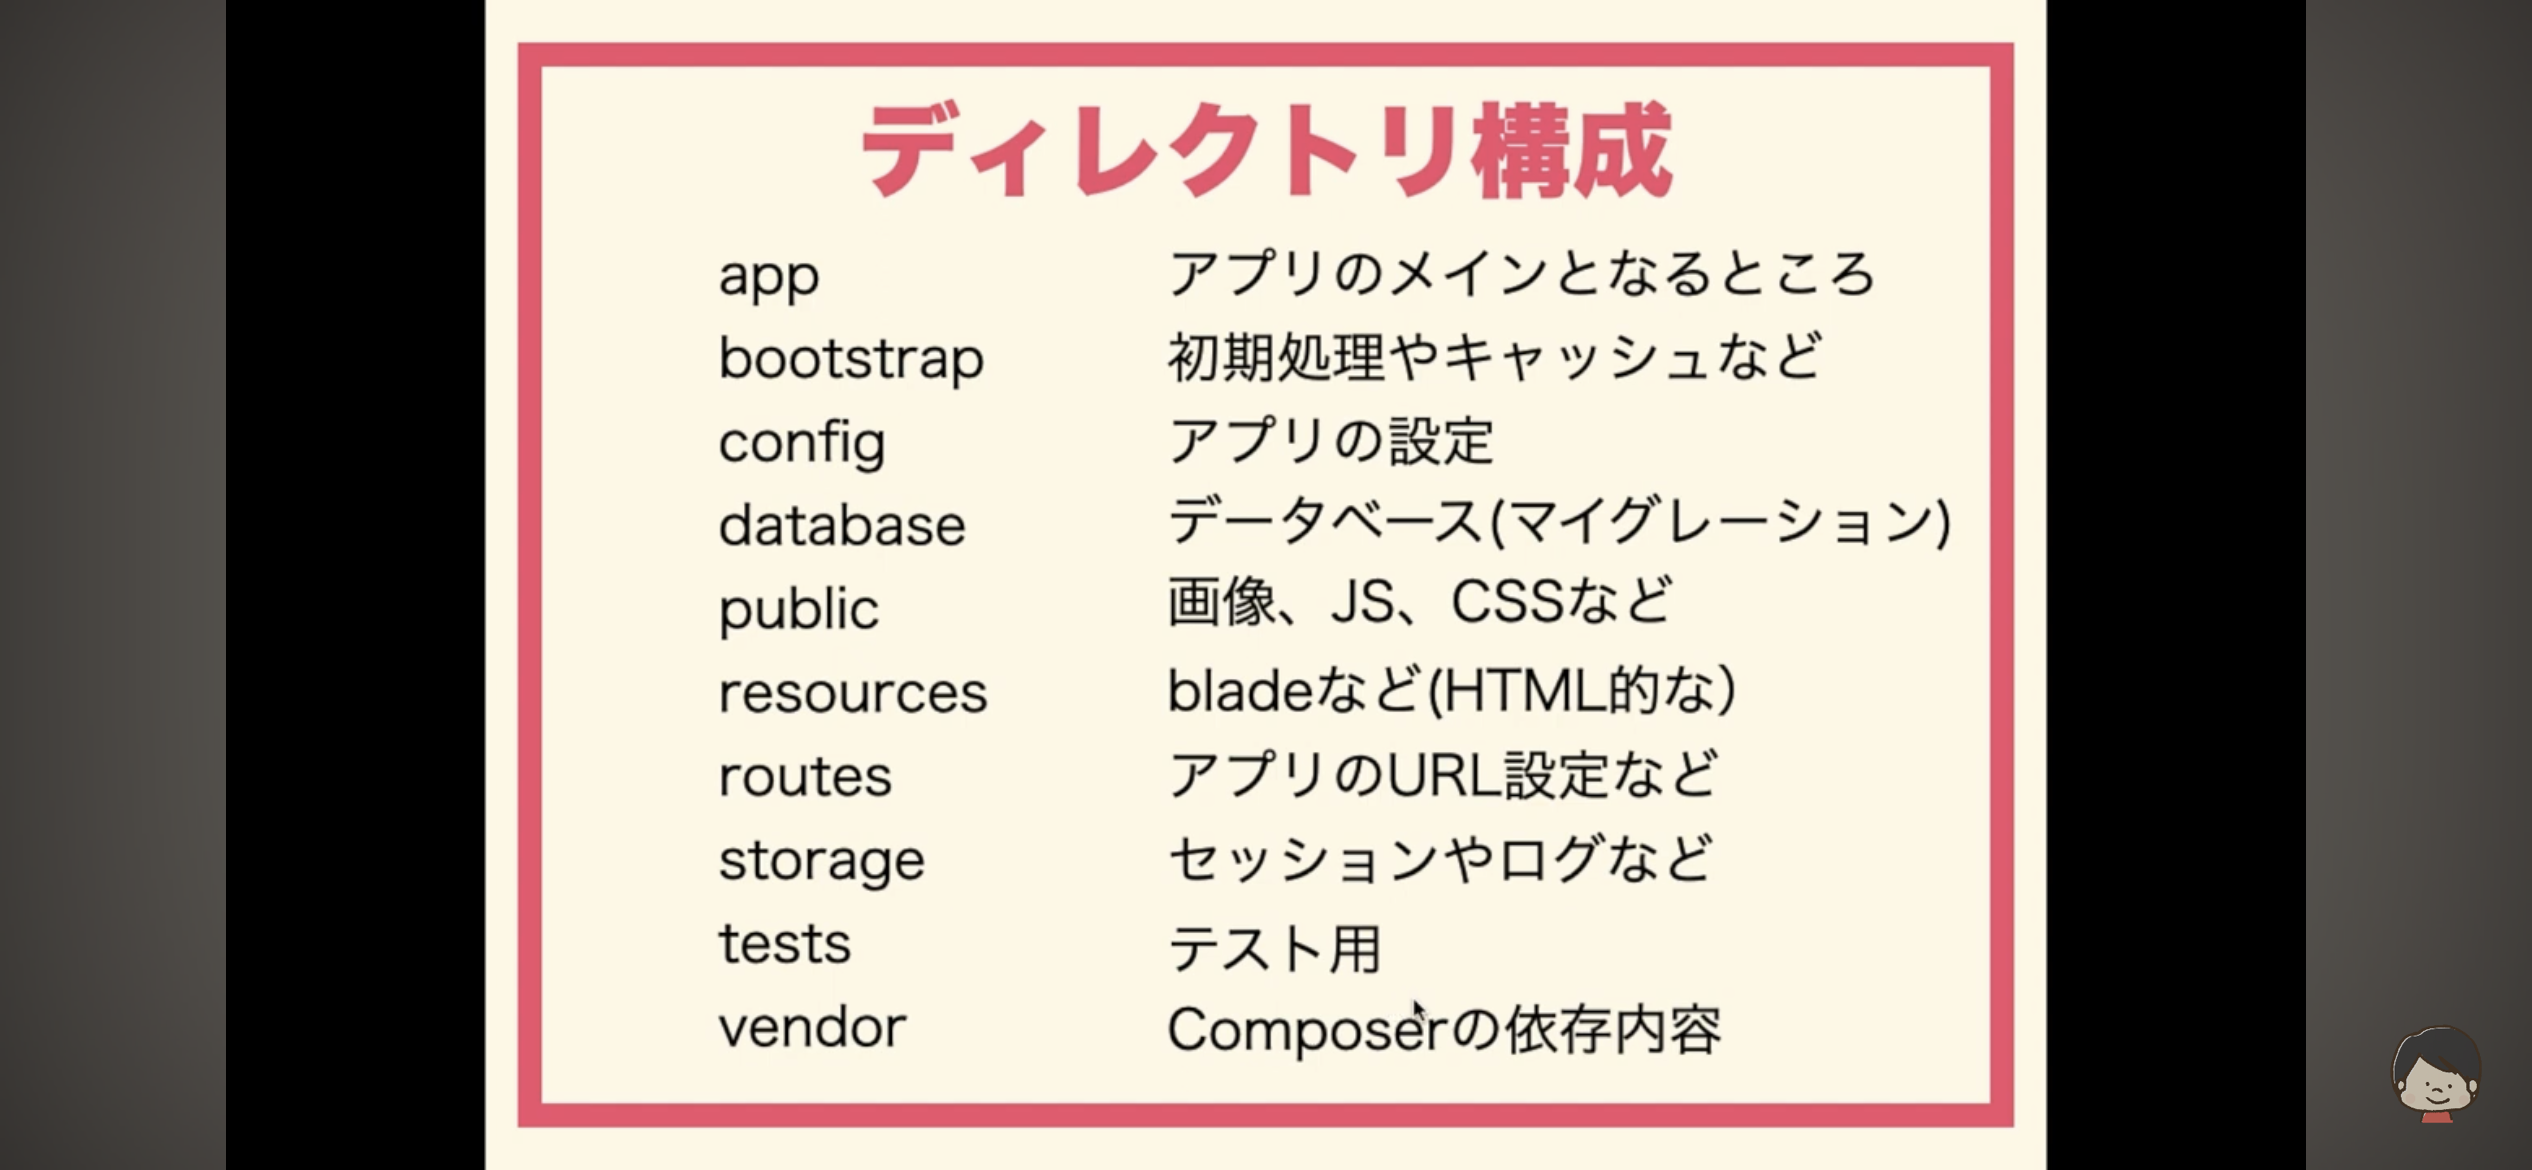 ディレクトリ構成
app アプリのメインとなるところ
bootstrap 初期処理やキャッシュなど
config アプリの設定
database データベース(マイグレーション)
public 画像、JS、CSSなど
resources bladeなど(HTML的な）
routes アプリのURL設定など
storage セッションやログなど
tests テスト用
vendor Composerの依存内容